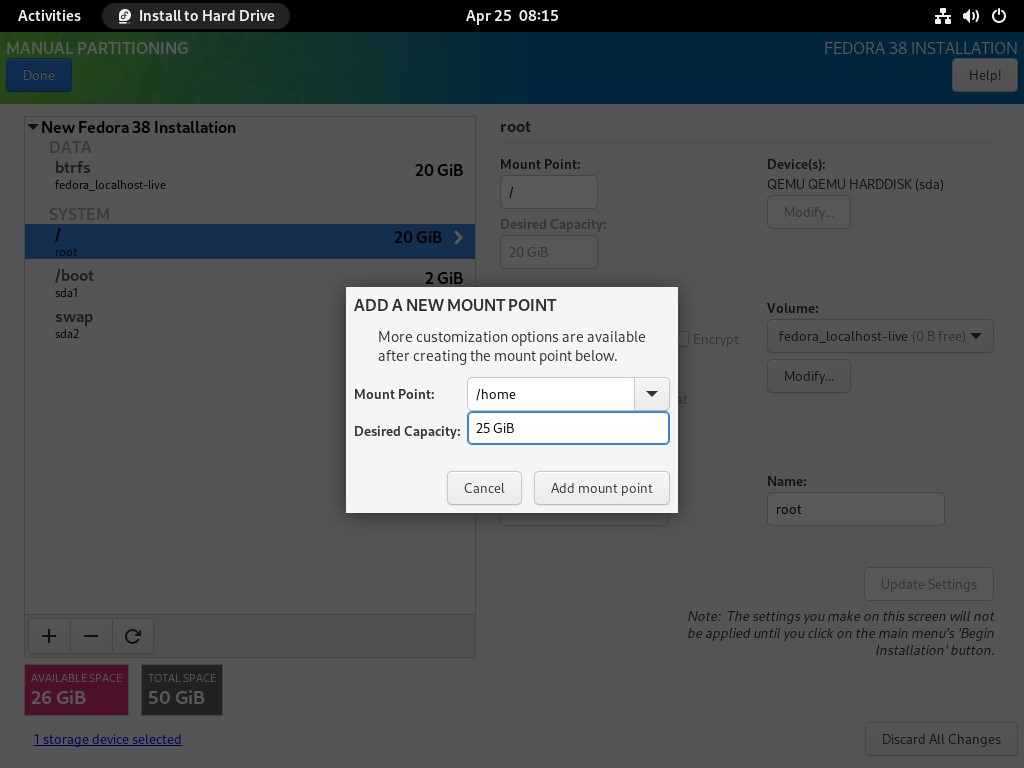 Activities
Install to Hard Drive
Apr 25 08:15
MANUAL PARTITIONING
FEDORA 38 INSTALLATION
Done
Help!
New Fedora 38 Installation
DATA
btrfs
20 GiB
fedora_localhost-live
SYSTEM
/
20 GiB
root
/boot
2 GiB
sda1
swap
sda2
root
Mount Point:
/
Device(s):
QEMU QEMU HARDDISK (sda)
Modify...
Desired Capacity:
20 GiB
Encrypt
at
Volume:
fedora_localhost-live (0 B free)
Modify...
Name:
root
Update Settings
Note: The settings you make on this screen will not
be applied until you click on the main menu's 'Begin
Installation' button.
ADD A NEW MOUNT POINT
More customization options are available
after creating the mount point below.
Mount Point:
/home
Desired Capacity:
25 GiB
Cancel
Add mount point
AVAILABLE SPACE
26 GiB
TOTAL SPACE
50 GiB
1 storage device selected
Discard All Changes